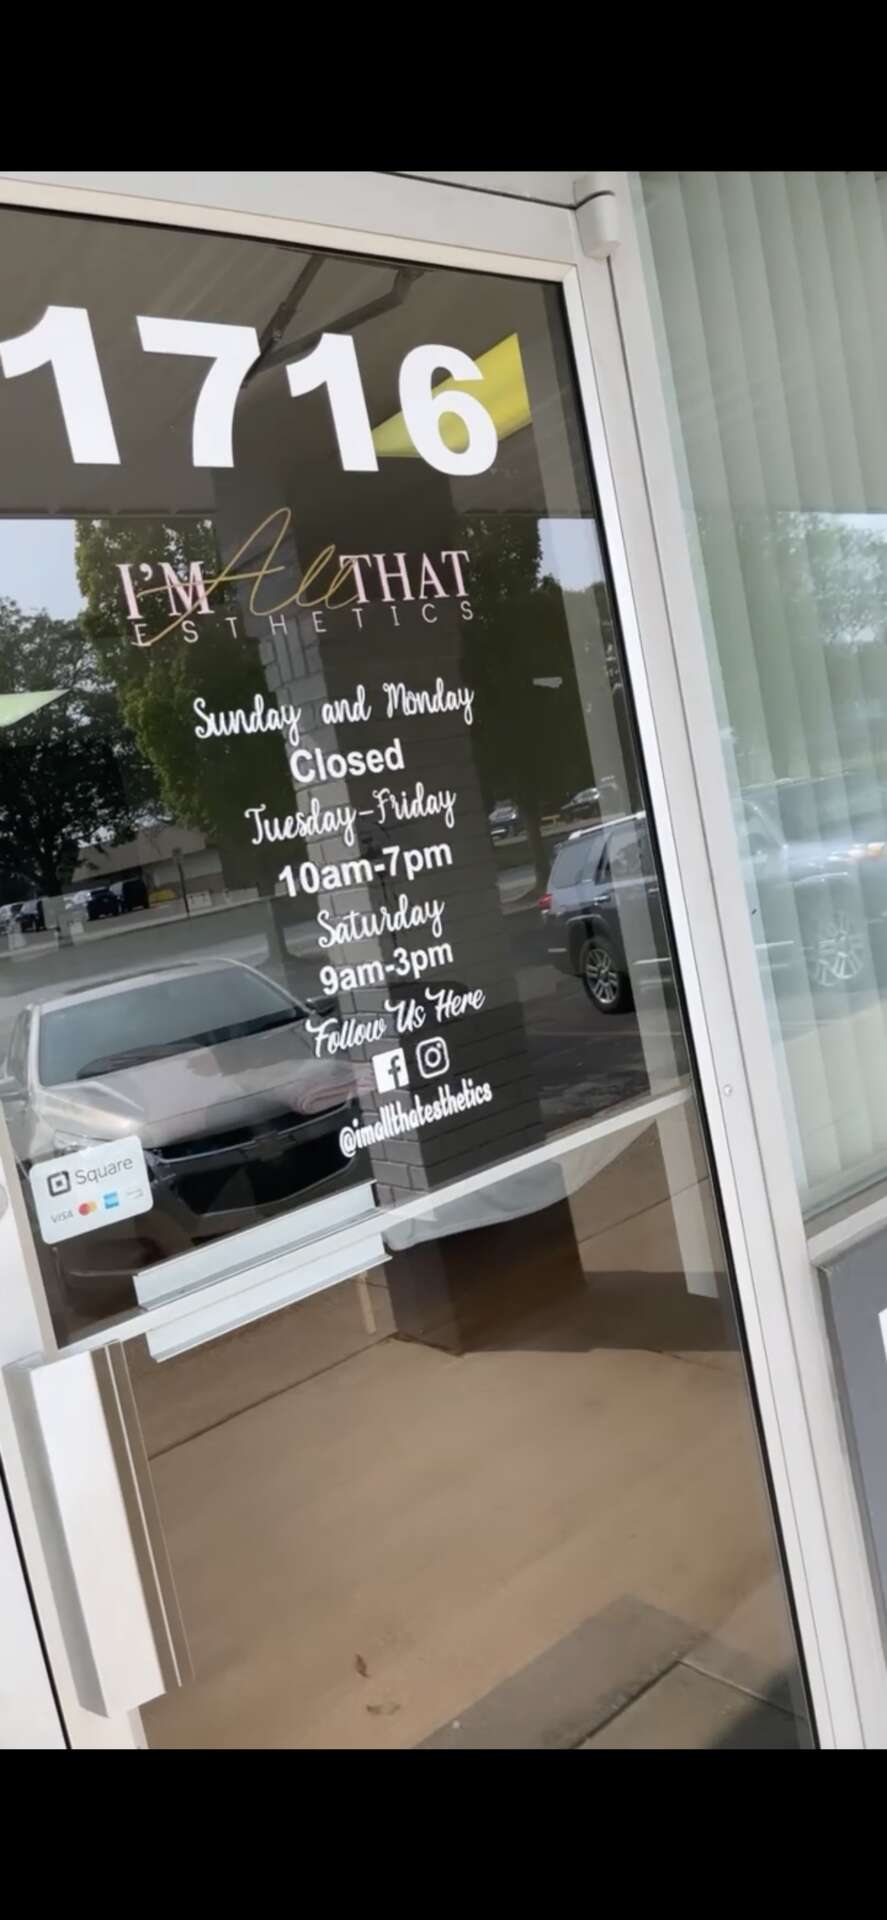 1716
I'M All THAT
ESTHETICS
Sunday and Monday
Closed
Tuesday-Friday
10am-7pm
Saturday
9am-3pm
Follow Us Here
@imallthatesthetics
Square
VISA